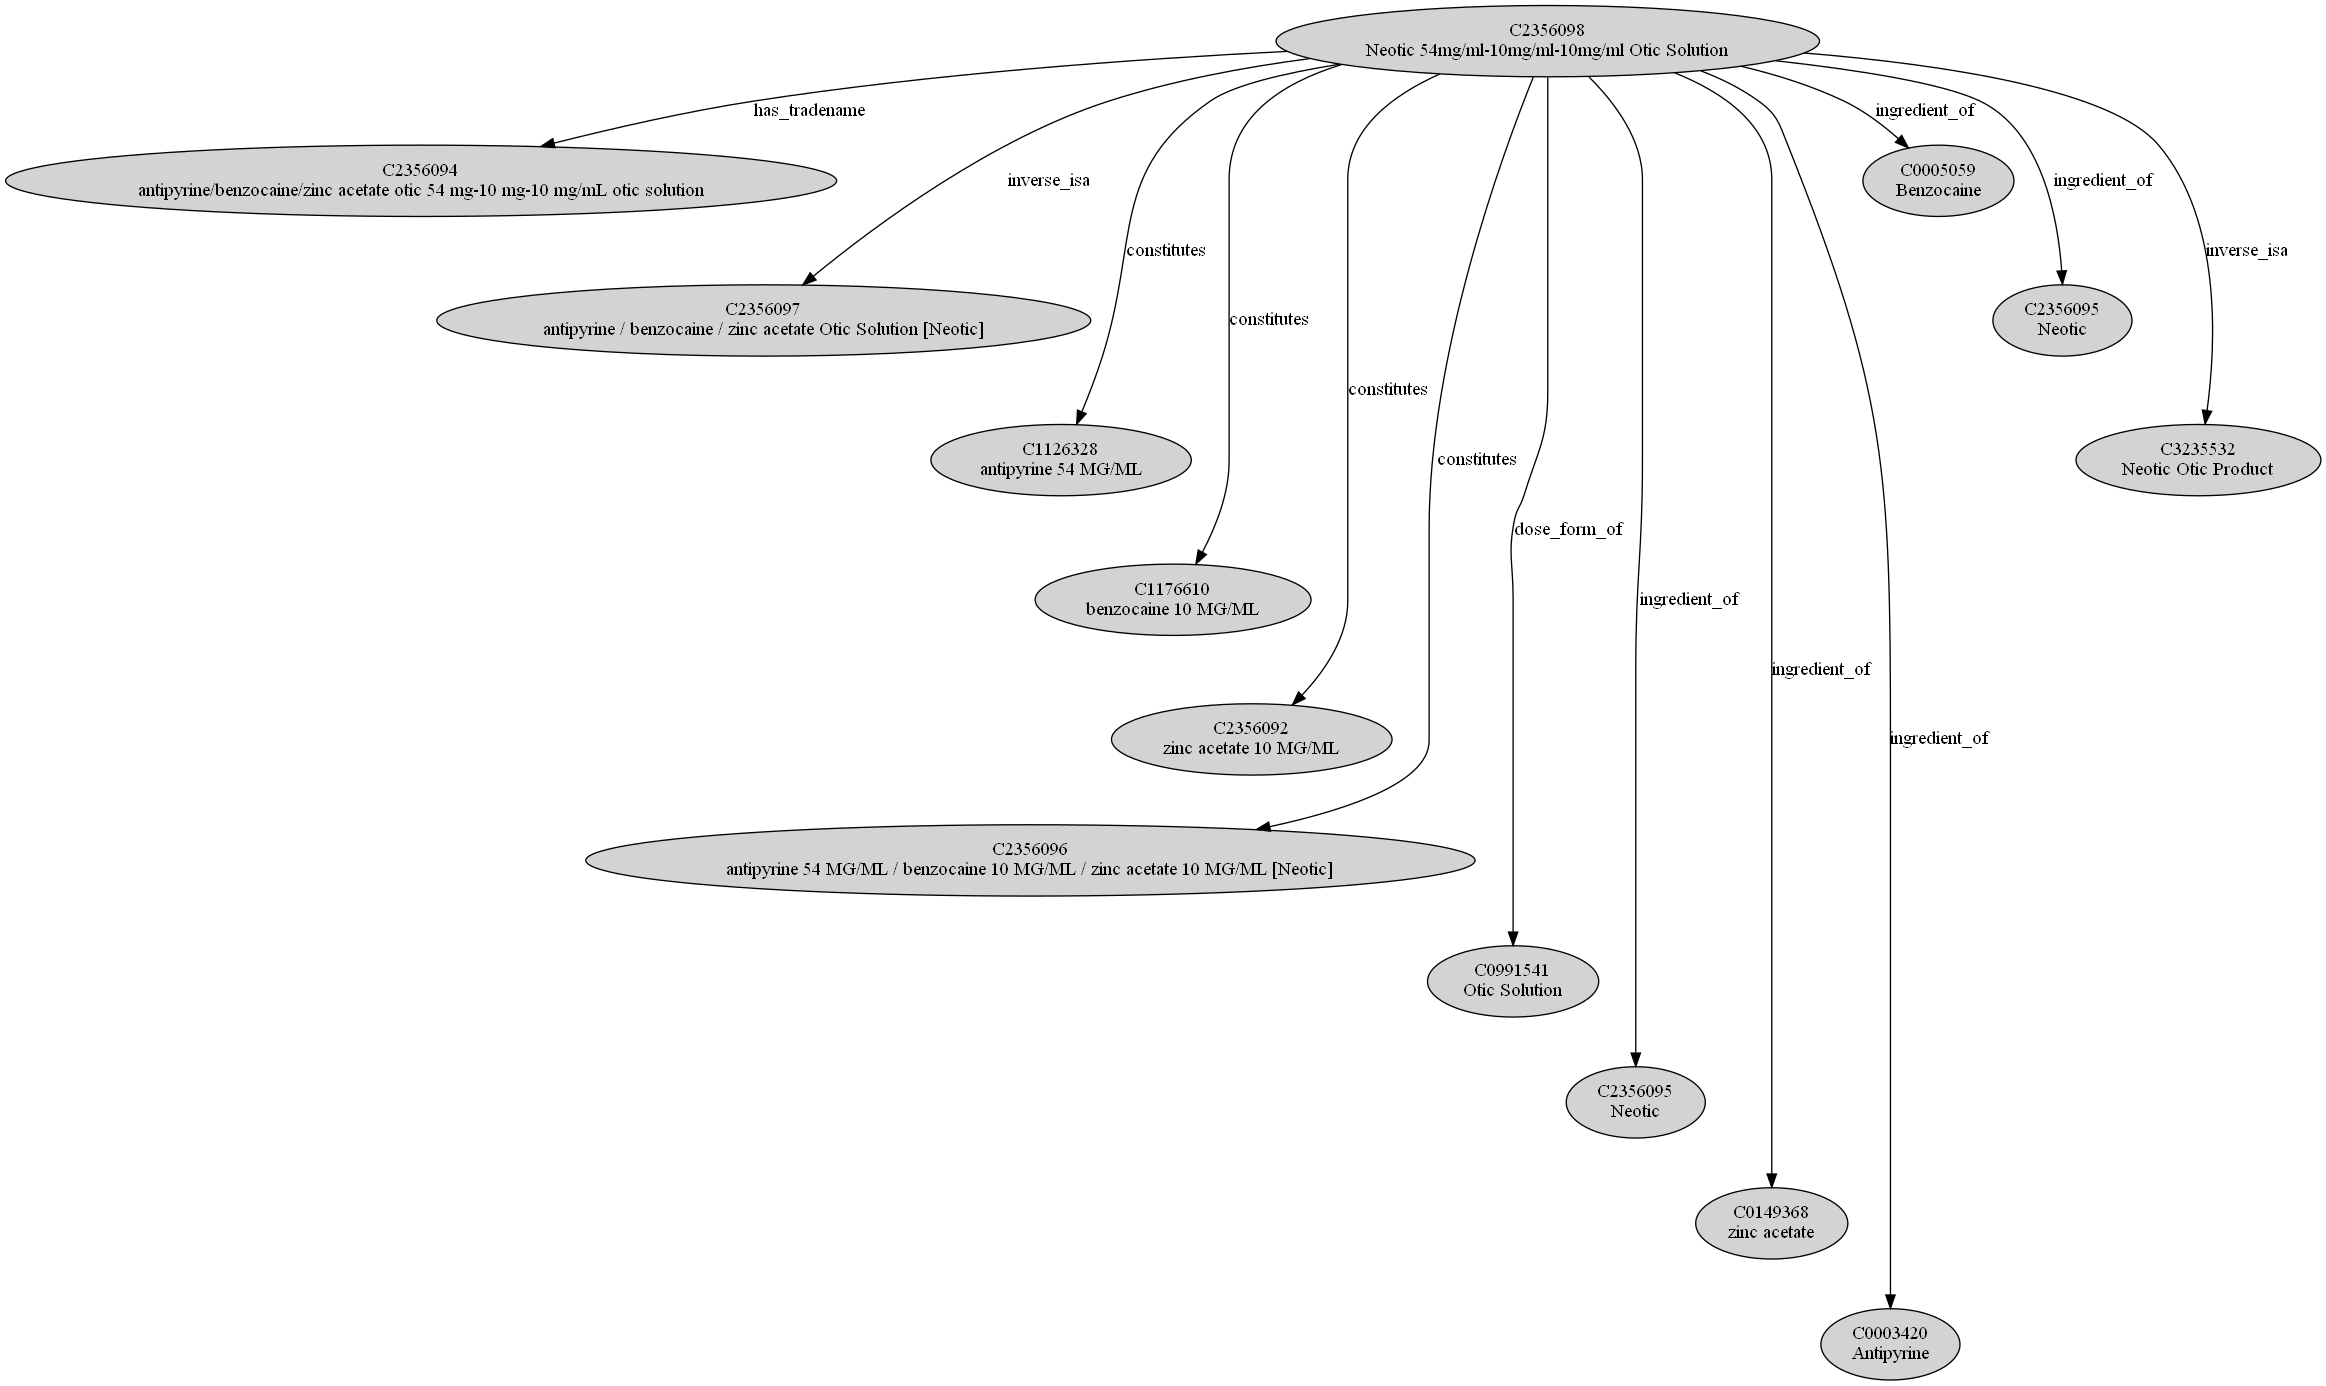 C2356098
Neotic 54mg/ml-10mg/ml-10mg/ml Otic Solution
has_tradename
ingredient_of
C2356094
antipyrine/benzocaine/zinc acetate otic 54 mg-10 mg-10 mg/mL otic solution
inverse_isa
C0005059
Benzocaine
ingredient_of
constitutes
inverse_isa
C2356097
antipyrine / benzocaine / zinc acetate Otic Solution [Neotic]
constitutes
C2356095
Neotic
constitutes
C1126328
antipyrine 54 MG/ML
constitutes
C3235532
Neotic Otic Product
dose_form_of
C1176610
benzocaine 10 MG/ML
ingredient_of
ingredient_of
C2356092
zinc acetate 10 MG/ML
ingredient_of
C2356096
antipyrine 54 MG/ML / benzocaine 10 MG/ML / zinc acetate 10 MG/ML [Neotic]
C0991541
Otic Solution
C2356095
Neotic
C0149368
zinc acetate
C0003420
Antipyrine